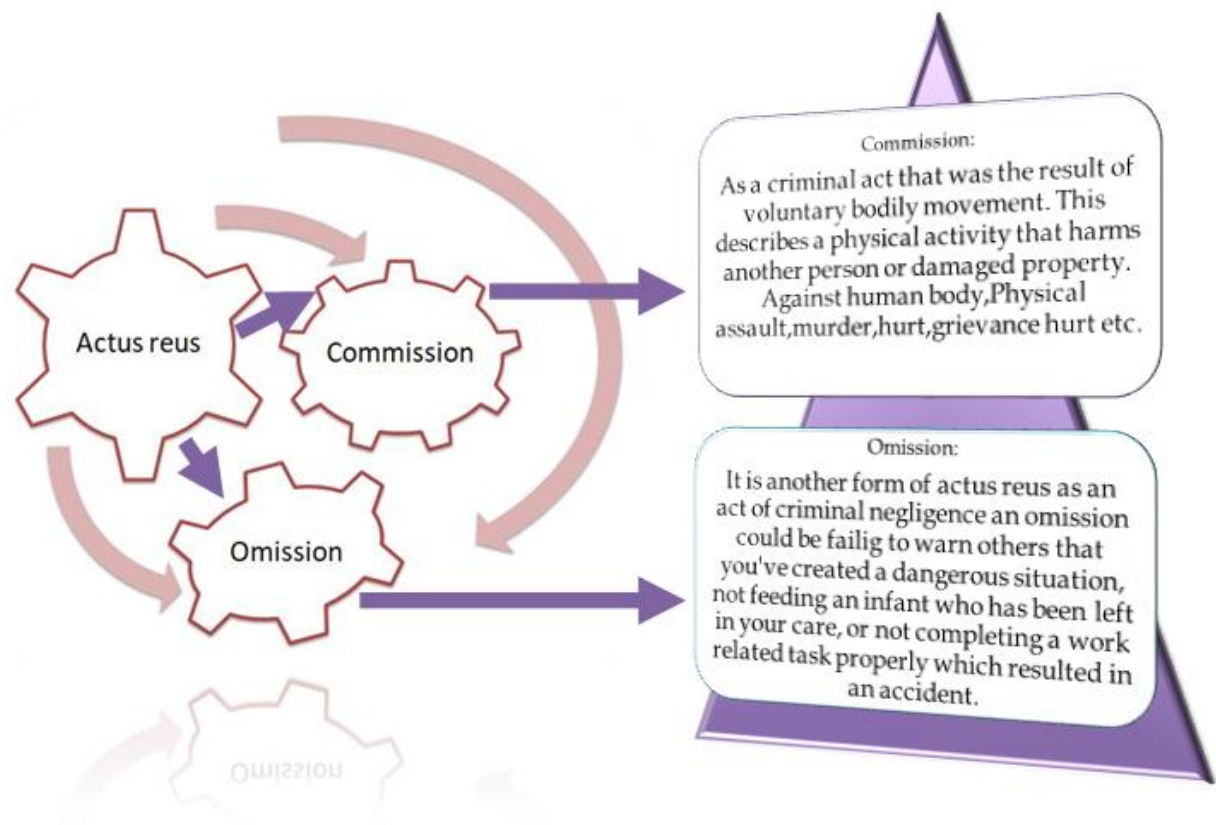 Actus reus
Commission
Omission
Commission:
As a criminal act that was the result of
voluntary bodily movement. This
describes a physical activity that harms
another person or damaged property.
Against human body,Physical
assault,murder,hurt,grievance hurt etc.
Omission:
It is another form of actus reus as an
act of criminal negligence an omission
could be failig to warn others that
you've created a dangerous situation,
not feeding an infant who has been left
in your care, or not completing a work
related task properly which resulted in
an accident.
Omission